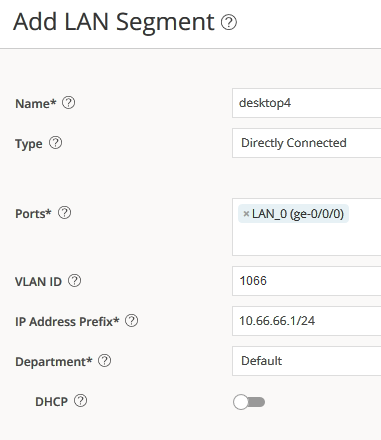 Add LAN Segment ?
Name* ? desktop4
Type ? Directly Connected
Ports* ? × LAN_0 (ge-0/0/0)
VLAN ID ? 1066
IP Address Prefix* ? 10.66.66.1/24
Department* ? Default
DHCP ?